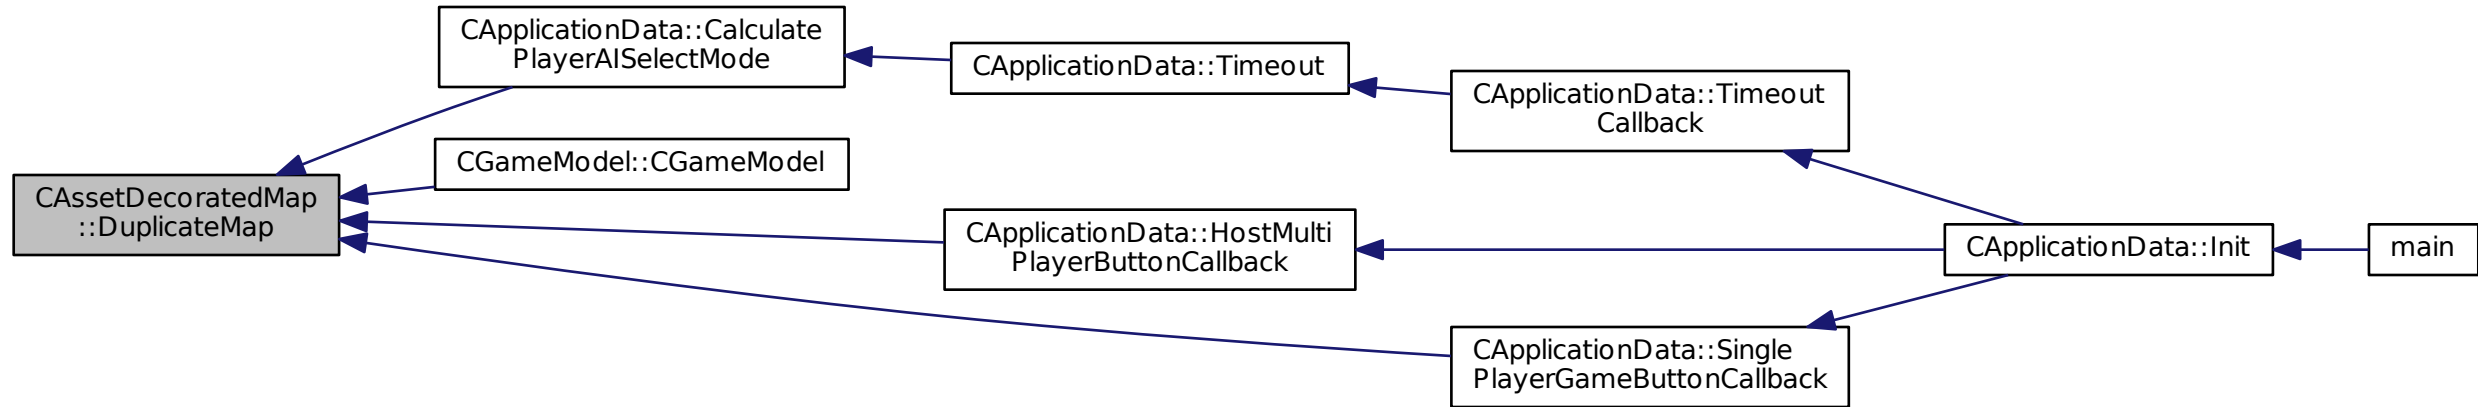 CApplicationData::Calculate
PlayerAISelectMode
CApplicationData::Timeout
CApplicationData::Timeout
Callback
CGameModel::CGameModel
CAssetDecoratedMap
::DuplicateMap
CApplicationData::HostMulti
PlayerButtonCallback
CApplicationData::Init
main
CApplicationData::Single
PlayerGameButtonCallback